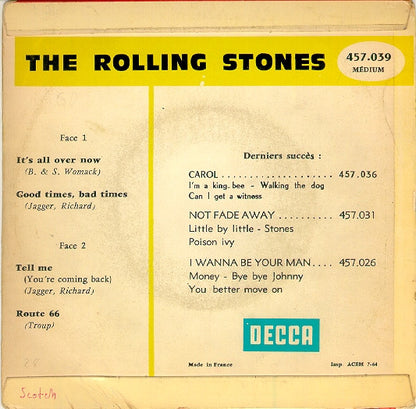 THE ROLLING STONES
457.039
MÉDIUM
Face 1
It's all over now
(B. & S. Womack)
Good times, bad times
(Jagger, Richard)
Face 2
Tell me
(You're coming back)
(Jagger, Richard)
Route 66
(Troup)
Derniers succès :
CAROL ..................... 457.036
I'm a king bee - Walking the dog
Can I get a witness
NOT FADE AWAY .......... 457.031
Little by little - Stones
Poison ivy
I WANNA BE YOUR MAN .... 457.026
Money - Bye bye Johnny
You better move on
DECCA
Made in France
Imp. ACEM 7-64